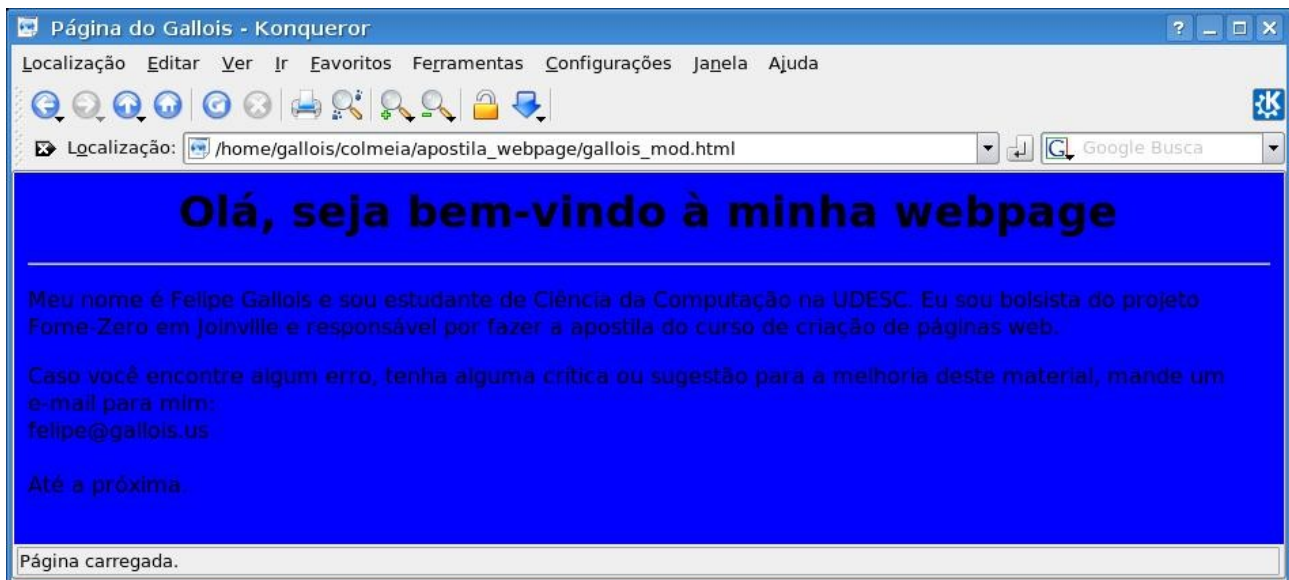 Página do Gallois - Konqueror
Localização Editar Ver Ir Favoritos Ferramentas Configurações Janela Ajuda
Localização: /home/gallois/colmeia/apostila_webpage/gallois_mod.html Google Busca
Olá, seja bem-vindo à minha webpage
Meu nome é Felipe Gallois e sou estudante de Ciência da Computação na UDESC. Eu sou bolsista do projeto
Fome-Zero em Joinville e responsável por fazer a apostila do curso de criação de páginas web.
Caso você encontre algum erro, tenha alguma crítica ou sugestão para a melhoria deste material, mande um
e-mail para mim:
felipe@gallois.us
Até a próxima.
Página carregada.